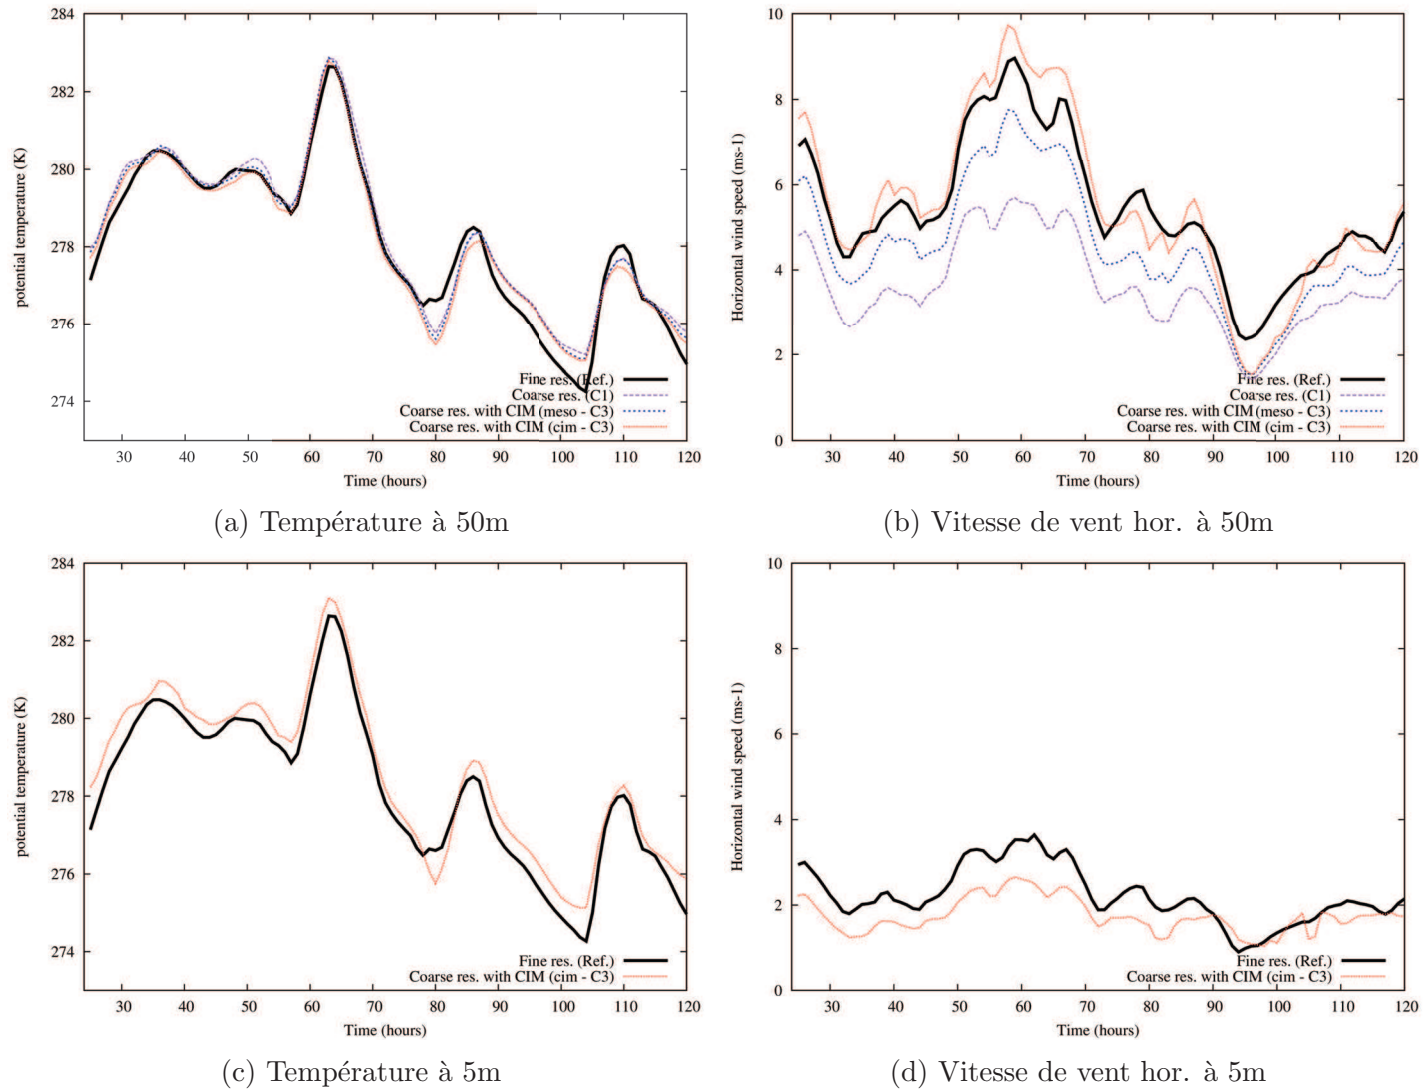 284
282
280
278
276
274
potential temperature (K)
Fine res. (Ref.)
Coarse res. (C1)
Coarse res. with CIM (meso - C3)
Coarse res. with CIM (cim - C3)
30 40 50 60 70 80 90 100 110 120
Time (hours)
(a) Température à 50m
10
8
6
4
2
0
Horizontal wind speed (ms-1)
Fine res. (Ref.)
Coarse res. (C1)
Coarse res. with CIM (meso - C3)
Coarse res. with CIM (cim - C3)
30 40 50 60 70 80 90 100 110 120
Time (hours)
(b) Vitesse de vent hor. à 50m
284
282
280
278
276
274
potential temperature (K)
Fine res. (Ref.)
Coarse res. with CIM (cim - C3)
30 40 50 60 70 80 90 100 110 120
Time (hours)
(c) Température à 5m
10
8
6
4
2
0
Horizontal wind speed (ms-1)
Fine res. (Ref.)
Coarse res. with CIM (cim - C3)
30 40 50 60 70 80 90 100 110 120
Time (hours)
(d) Vitesse de vent hor. à 5m